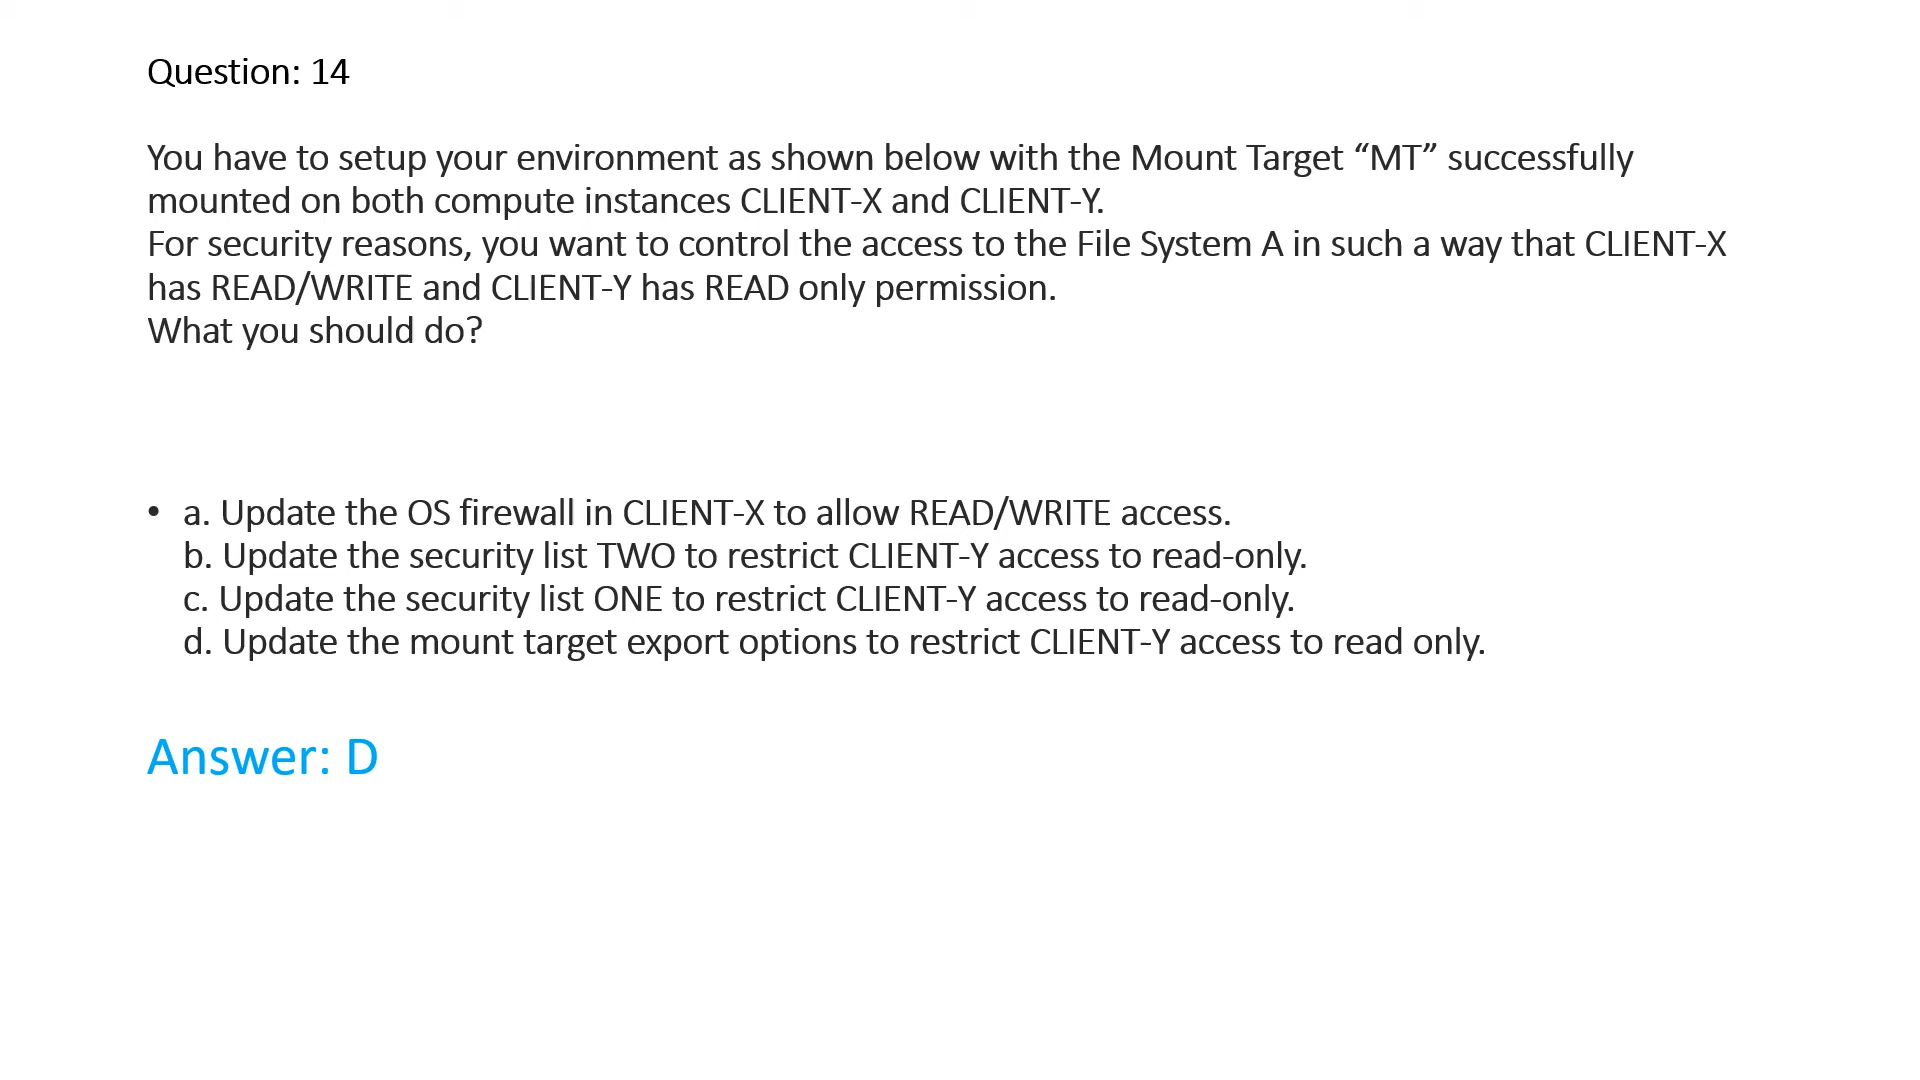 Question: 14
You have to setup your environment as shown below with the Mount Target “MT” successfully
mounted on both compute instances CLIENT-X and CLIENT-Y.
For security reasons, you want to control the access to the File System A in such a way that CLIENT-X
has READ/WRITE and CLIENT-Y has READ only permission.
What you should do?
• a. Update the OS firewall in CLIENT-X to allow READ/WRITE access.
b. Update the security list TWO to restrict CLIENT-Y access to read-only.
c. Update the security list ONE to restrict CLIENT-Y access to read-only.
d. Update the mount target export options to restrict CLIENT-Y access to read only.
Answer: D